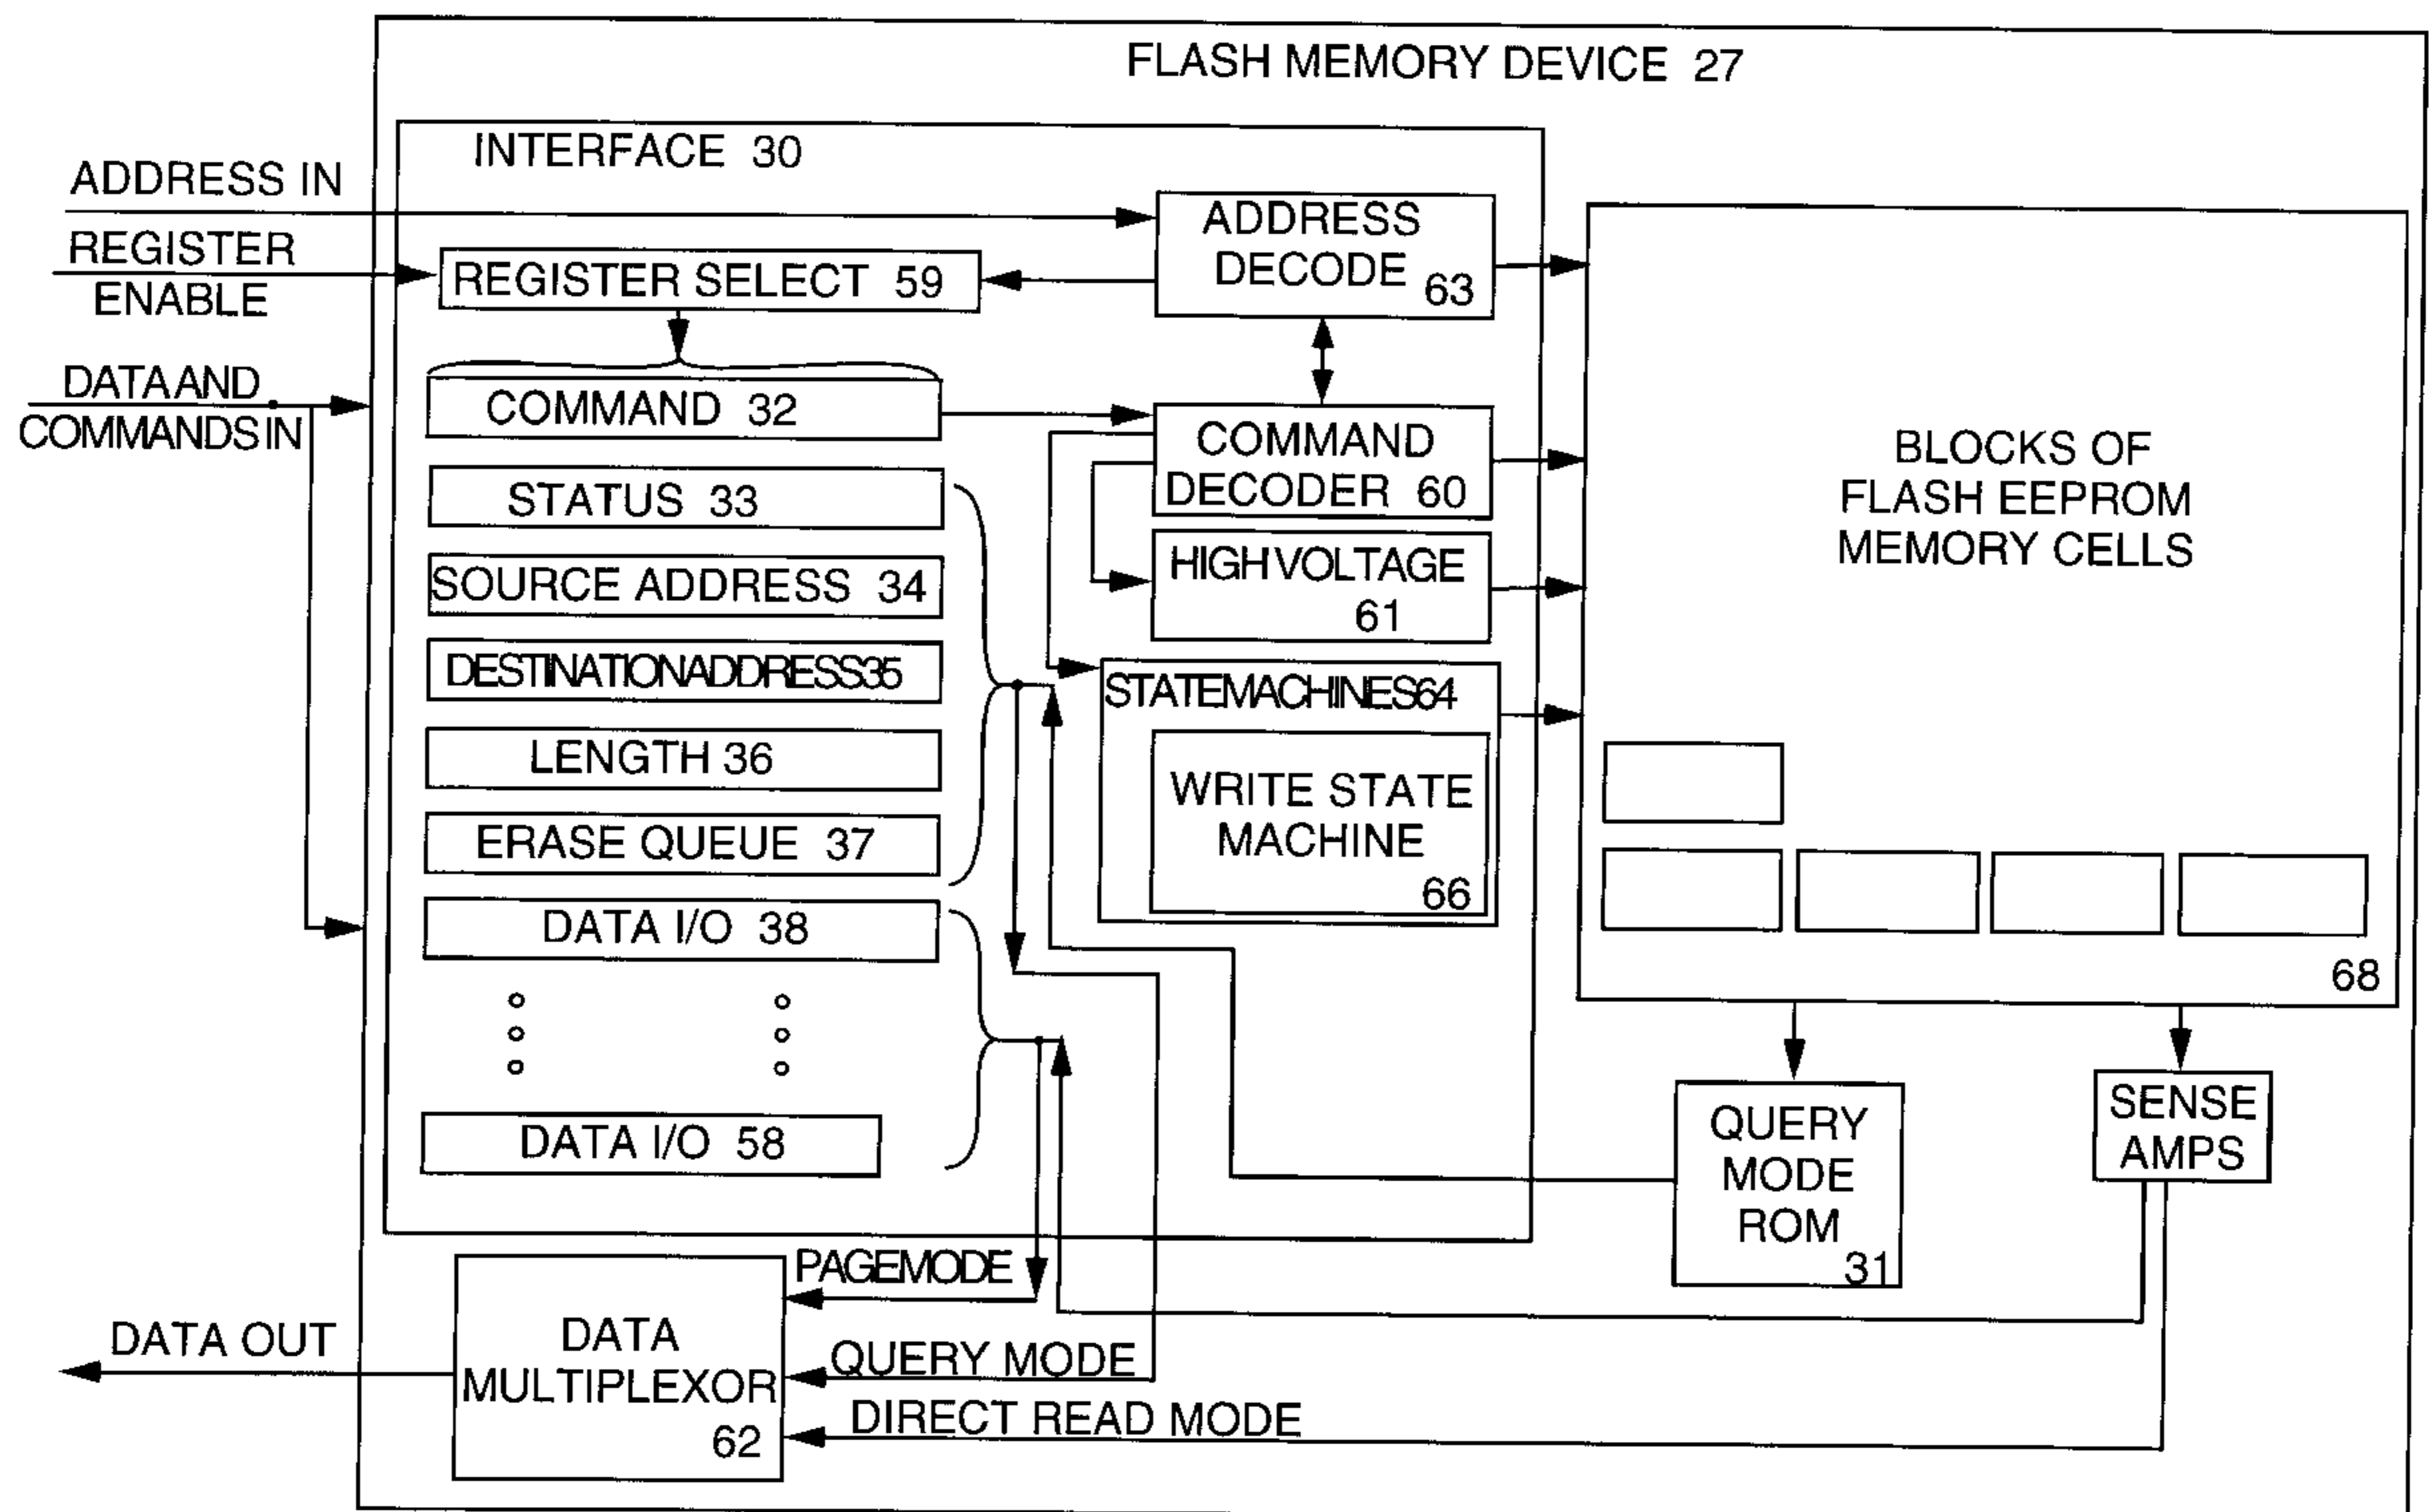 FLASH MEMORY DEVICE 27
INTERFACE 30
ADDRESS IN
REGISTER
ENABLE
DATA AND
COMMANDS IN
REGISTER SELECT 59
ADDRESS
DECODE 63
COMMAND 32
STATUS 33
SOURCE ADDRESS 34
DESTINATION ADDRESS 35
LENGTH 36
ERASE QUEUE 37
DATA I/O 38
DATA I/O 58
COMMAND
DECODER 60
HIGH VOLTAGE
61
STATE MACHINES 64
WRITE STATE
MACHINE
66
BLOCKS OF
FLASH EEPROM
MEMORY CELLS
68
QUERY
MODE
ROM
31
SENSE
AMPS
PAGE MODE
QUERY MODE
DIRECT READ MODE
DATA
MULTIPLEXOR
62
DATA OUT